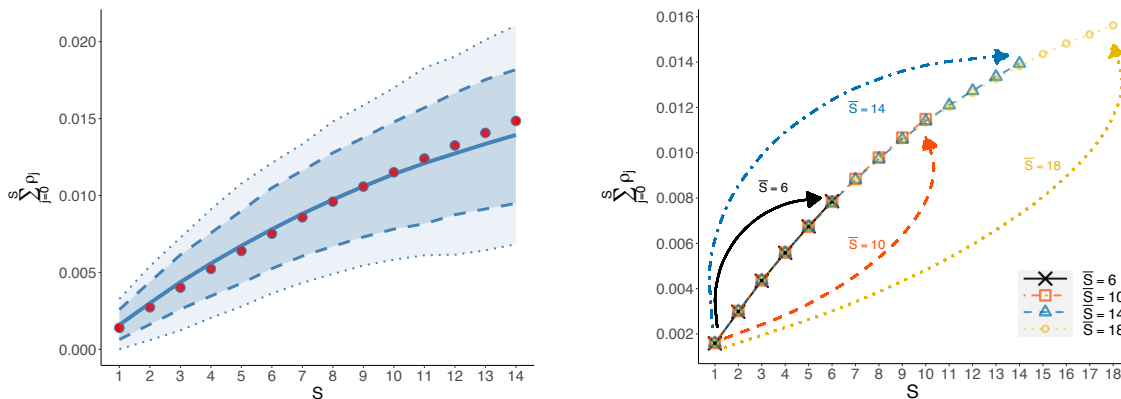 0.020
0.015
0.010
0.005
0.000
S
∑ ρj
j=0
1 2 3 4 5 6 7 8 9 10 11 12 13 14
S
0.016
0.014
0.012
0.010
0.008
0.006
0.004
0.002
S
∑ ρj
j=0
S̅ = 14
S̅ = 6
S̅ = 18
S̅ = 10
S̅ = 6
S̅ = 10
S̅ = 14
S̅ = 18
1 2 3 4 5 6 7 8 9 10 11 12 13 14 15 16 17 18
S